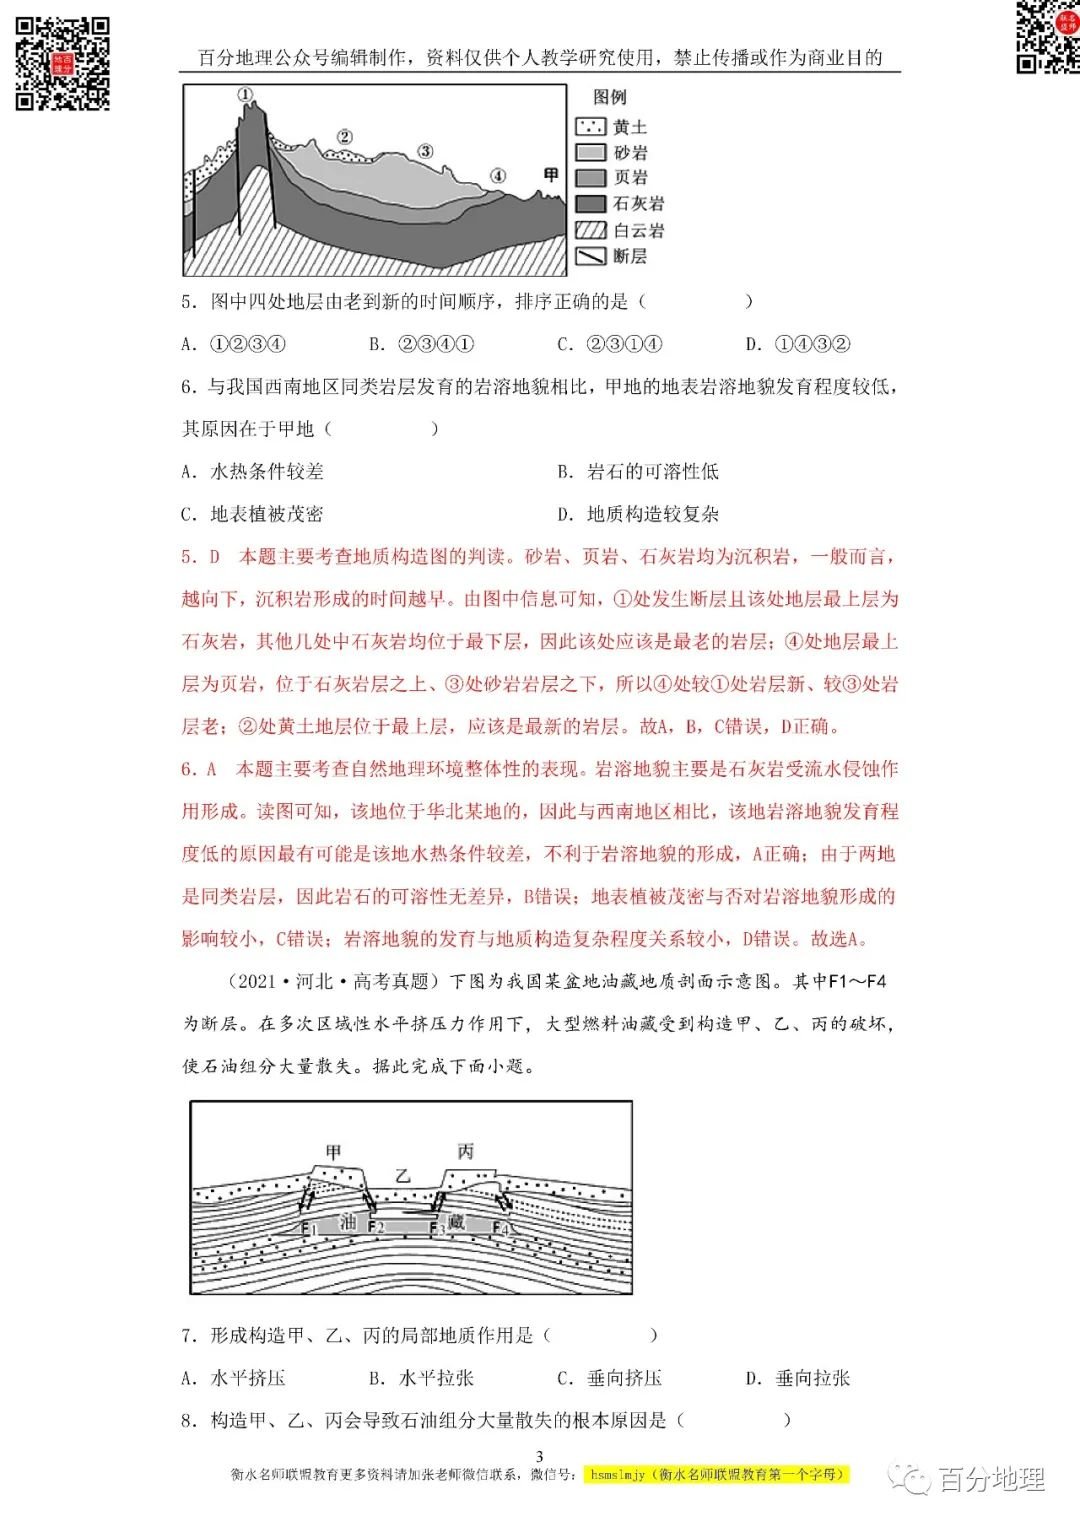 百分地理公众号编辑制作，资料仅供个人教学研究使用，禁止传播或作为商业目的
地 百
理 分
联 名
盟 师
①
②
③
④
甲
图例
黄土
砂岩
页岩
石灰岩
白云岩
断层
5．图中四处地层由老到新的时间顺序，排序正确的是（ ）
A．①②③④ B．②③④① C．②③①④ D．①④③②
6．与我国西南地区同类岩层发育的岩溶地貌相比，甲地的地表岩溶地貌发育程度较低，
其原因在于甲地（ ）
A．水热条件较差 B．岩石的可溶性低
C．地表植被茂密 D．地质构造较复杂
5．D 本题主要考查地质构造图的判读。砂岩、页岩、石灰岩均为沉积岩，一般而言，
越向下，沉积岩形成的时间越早。由图中信息可知，①处发生断层且该处地层最上层为
石灰岩，其他几处中石灰岩均位于最下层，因此该处应该是最老的岩层；④处地层最上
层为页岩，位于石灰岩层之上、③处砂岩岩层之下，所以④处较①处岩层新、较③处岩
层老；②处黄土地层位于最上层，应该是最新的岩层。故A，B，C错误，D正确。
6．A 本题主要考查自然地理环境整体性的表现。岩溶地貌主要是石灰岩受流水侵蚀作
用形成。读图可知，该地位于华北某地的，因此与西南地区相比，该地岩溶地貌发育程
度低的原因最有可能是该地水热条件较差，不利于岩溶地貌的形成，A正确；由于两地
是同类岩层，因此岩石的可溶性无差异，B错误；地表植被茂密与否对岩溶地貌形成的
影响较小，C错误；岩溶地貌的发育与地质构造复杂程度关系较小，D错误。故选A。
（2021·河北·高考真题）下图为我国某盆地油藏地质剖面示意图。其中F1～F4
为断层。在多次区域性水平挤压力作用下，大型燃料油藏受到构造甲、乙、丙的破坏，
使石油组分大量散失。据此完成下面小题。
甲
乙
丙
F1 油 F2 F3 藏 F4
7．形成构造甲、乙、丙的局部地质作用是（ ）
A．水平挤压 B．水平拉张 C．垂向挤压 D．垂向拉张
8．构造甲、乙、丙会导致石油组分大量散失的根本原因是（ ）
3
衡水名师联盟教育更多资料请加张老师微信联系，微信号： hsmslmjy（衡水名师联盟教育第一个字母）
百分地理